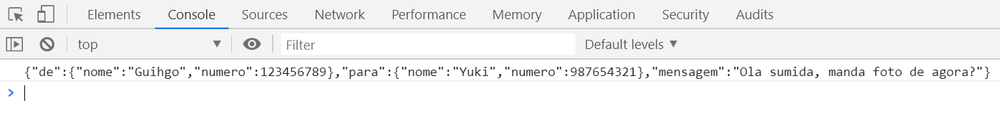 Elements Console Sources Network Performance Memory Application Security Audits
top Filter Default levels
{"de":{"nome":"Guihgo","numero":123456789},"para":{"nome":"Yuki","numero":987654321},"mensagem":"Ola sumida, manda foto de agora?"}